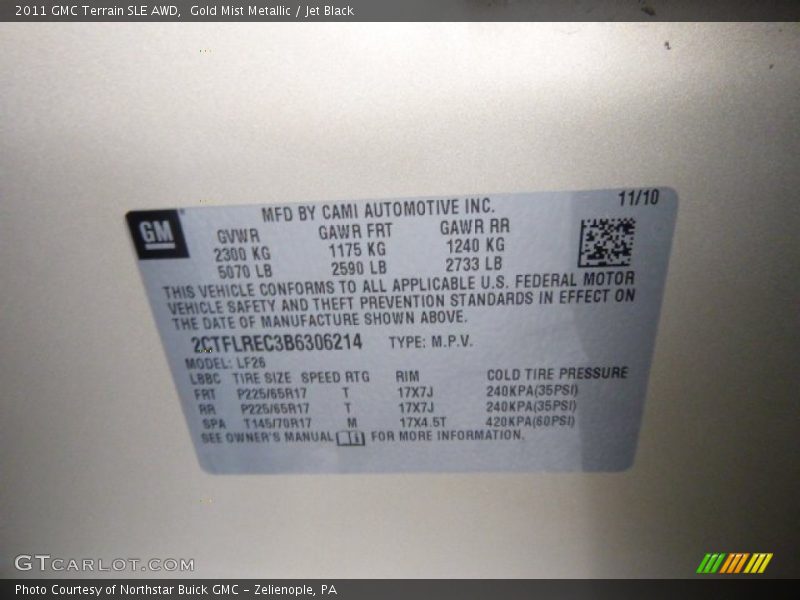 2011 GMC Terrain SLE AWD,  Gold Mist Metallic / Jet Black
11/10
GM
MFD BY CAMI AUTOMOTIVE INC.
GVWR GAWR FRT GAWR RR
2300 KG 1175 KG 1240 KG
5070 LB 2590 LB 2733 LB
THIS VEHICLE CONFORMS TO ALL APPLICABLE U.S. FEDERAL MOTOR
VEHICLE SAFETY AND THEFT PREVENTION STANDARDS IN EFFECT ON
THE DATE OF MANUFACTURE SHOWN ABOVE.
2CTFLREC3B6306214 TYPE: M.P.V.
MODEL: LF26
LBBC TIRE SIZE SPEED RTG RIM COLD TIRE PRESSURE
FRT P225/65R17 T 17X7J 240KPA(35PSI)
RR P225/65R17 T 17X7J 240KPA(35PSI)
SPA T145/70R17 M 17X4.5T 420KPA(60PSI)
SEE OWNER'S MANUAL i FOR MORE INFORMATION.
GTCARLOT.COM
Photo Courtesy of Northstar Buick GMC - Zelienople, PA